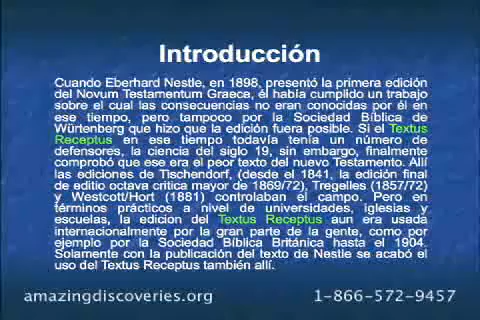 Introducción
Cuando Eberhard Nestle, en 1898, presentó la primera edición
del Novum Testamentum Graece, él había cumplido un trabajo
sobre el cual las consecuencias no eran conocidas por él en
ese tiempo, pero tampoco por la Sociedad Bíblica de
Würtenberg que hizo que la edición fuera posible. Si el Textus
Receptus en ese tiempo todavía tenía un número de
defensores, la ciencia del siglo 19, sin embargo, finalmente
comprobó que ese era el peor texto del nuevo Testamento. Allí
las ediciones de Tischendorf, (desde el 1841, la edición final
de editio octava critica mayor de 1869/72), Tregelles (1857/72)
y Westcott/Hort (1881) controlaban el campo. Pero en
términos prácticos a nivel de universidades, iglesias y
escuelas, la edicion del Textus Receptus aun era usada
internacionalmente por la gran parte de la gente, como por
ejemplo por la Sociedad Bíblica Británica hasta el 1904.
Solamente con la publicación del texto de Nestle se acabó el
uso del Textus Receptus también allí.
amazingdiscoveries.org 1-866-572-9457